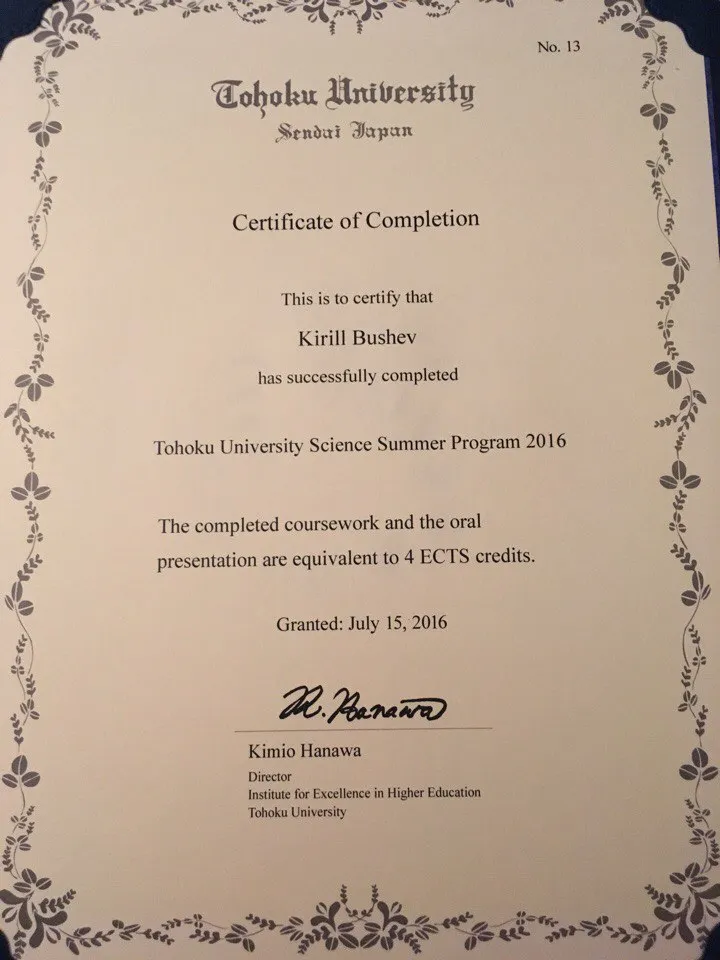 No. 13
Tohoku University
Sendai Japan
Certificate of Completion
This is to certify that
Kirill Bushev
has successfully completed
Tohoku University Science Summer Program 2016
The completed coursework and the oral
presentation are equivalent to 4 ECTS credits.
Granted: July 15, 2016
K. Hanawa
Kimio Hanawa
Director
Institute for Excellence in Higher Education
Tohoku University